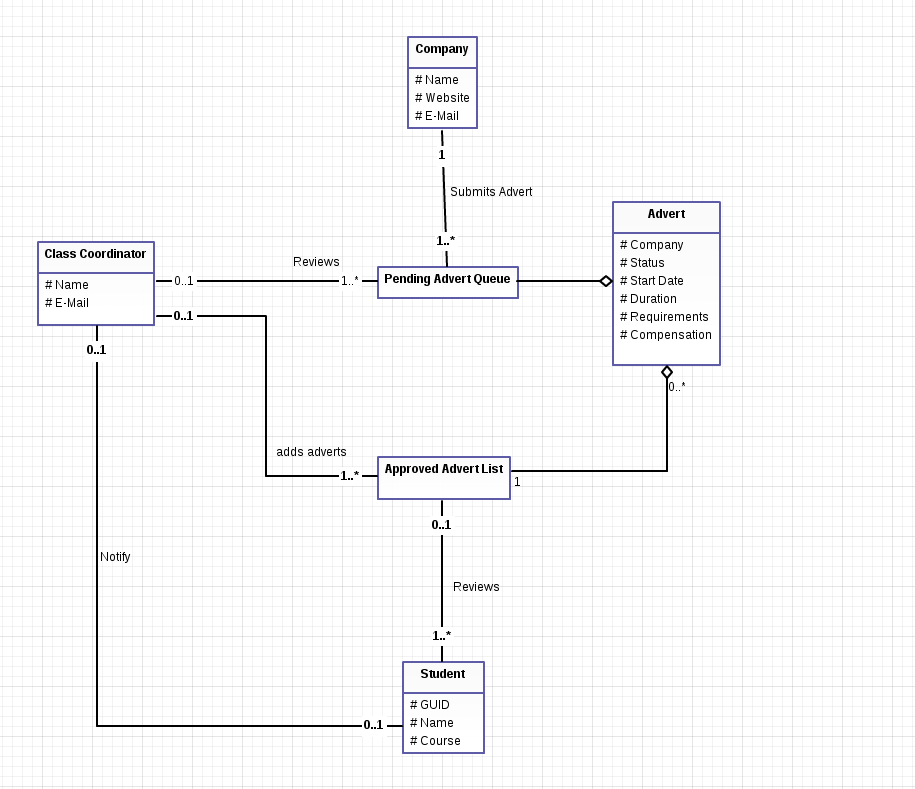 Company
# Name
# Website
# E-Mail
1
Submits Advert
1..*
Advert
# Company
# Status
# Start Date
# Duration
# Requirements
# Compensation
Class Coordinator
# Name
# E-Mail
0..1
Reviews
1..*
Pending Advert Queue
0..1
0..1
0..*
adds adverts
1..*
Approved Advert List
1
0..1
Notify
Reviews
1..*
Student
# GUID
# Name
# Course
0..1